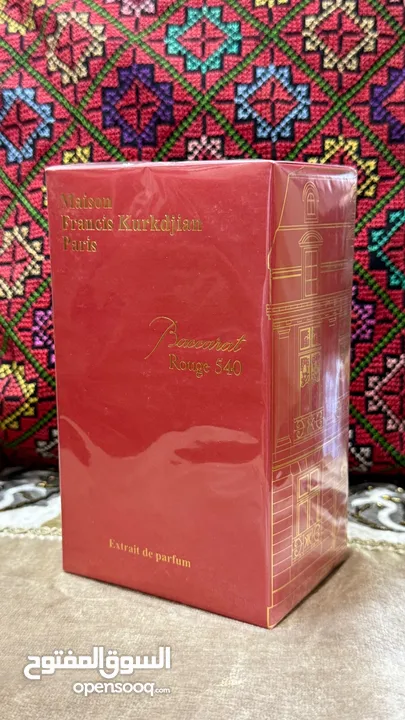 Maison
Francis Kurkdjian
Paris
Baccarat
Rouge 540
Extrait de parfum
السوق المفتوح
opensooq.com